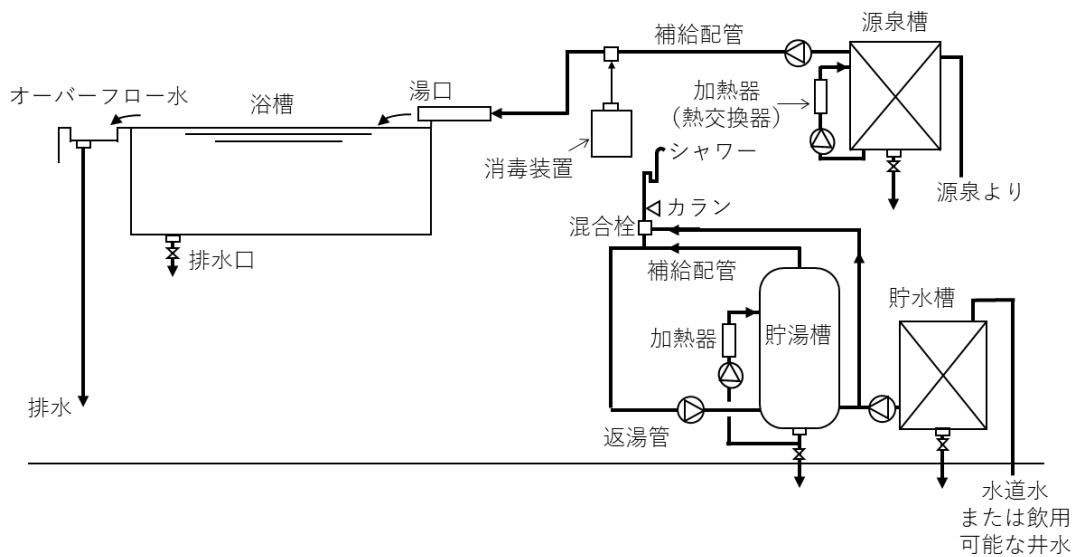 源泉槽
補給配管
オーバーフロー水
浴槽
湯口
加熱器
（熱交換器）
消毒装置
シャワー
源泉より
カラン
混合栓
排水口
補給配管
貯水槽
加熱器
貯湯槽
排水
返湯管
水道水
または飲用
可能な井水